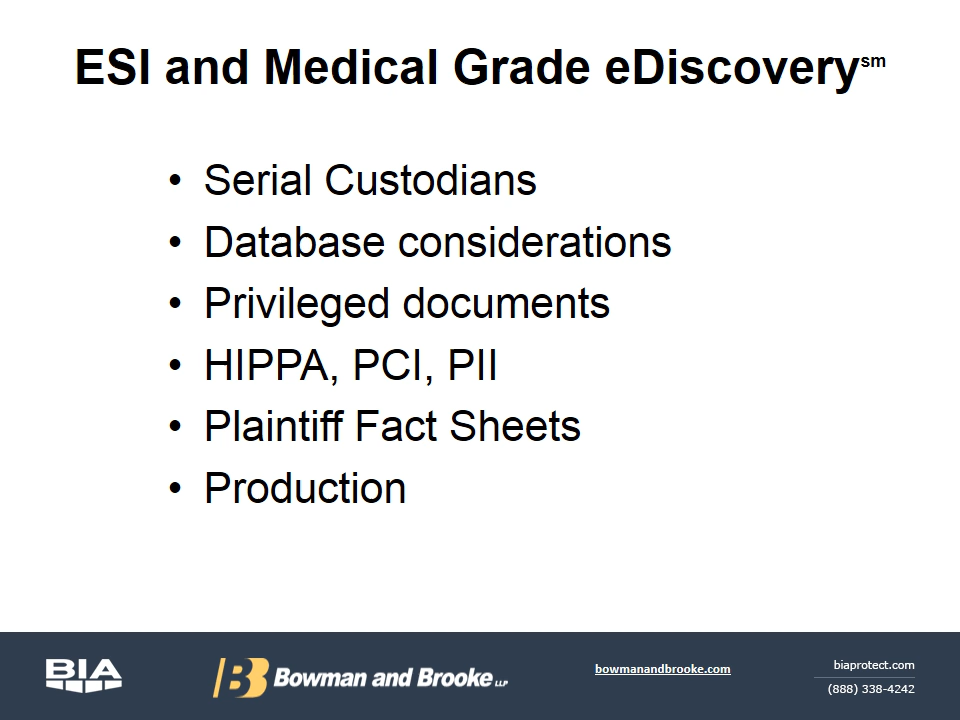 ESI and Medical Grade eDiscovery℠
• Serial Custodians
• Database considerations
• Privileged documents
• HIPPA, PCI, PII
• Plaintiff Fact Sheets
• Production
BIA
B Bowman and Brooke LLP
bowmanandbrooke.com
biaprotect.com
(888) 338-4242